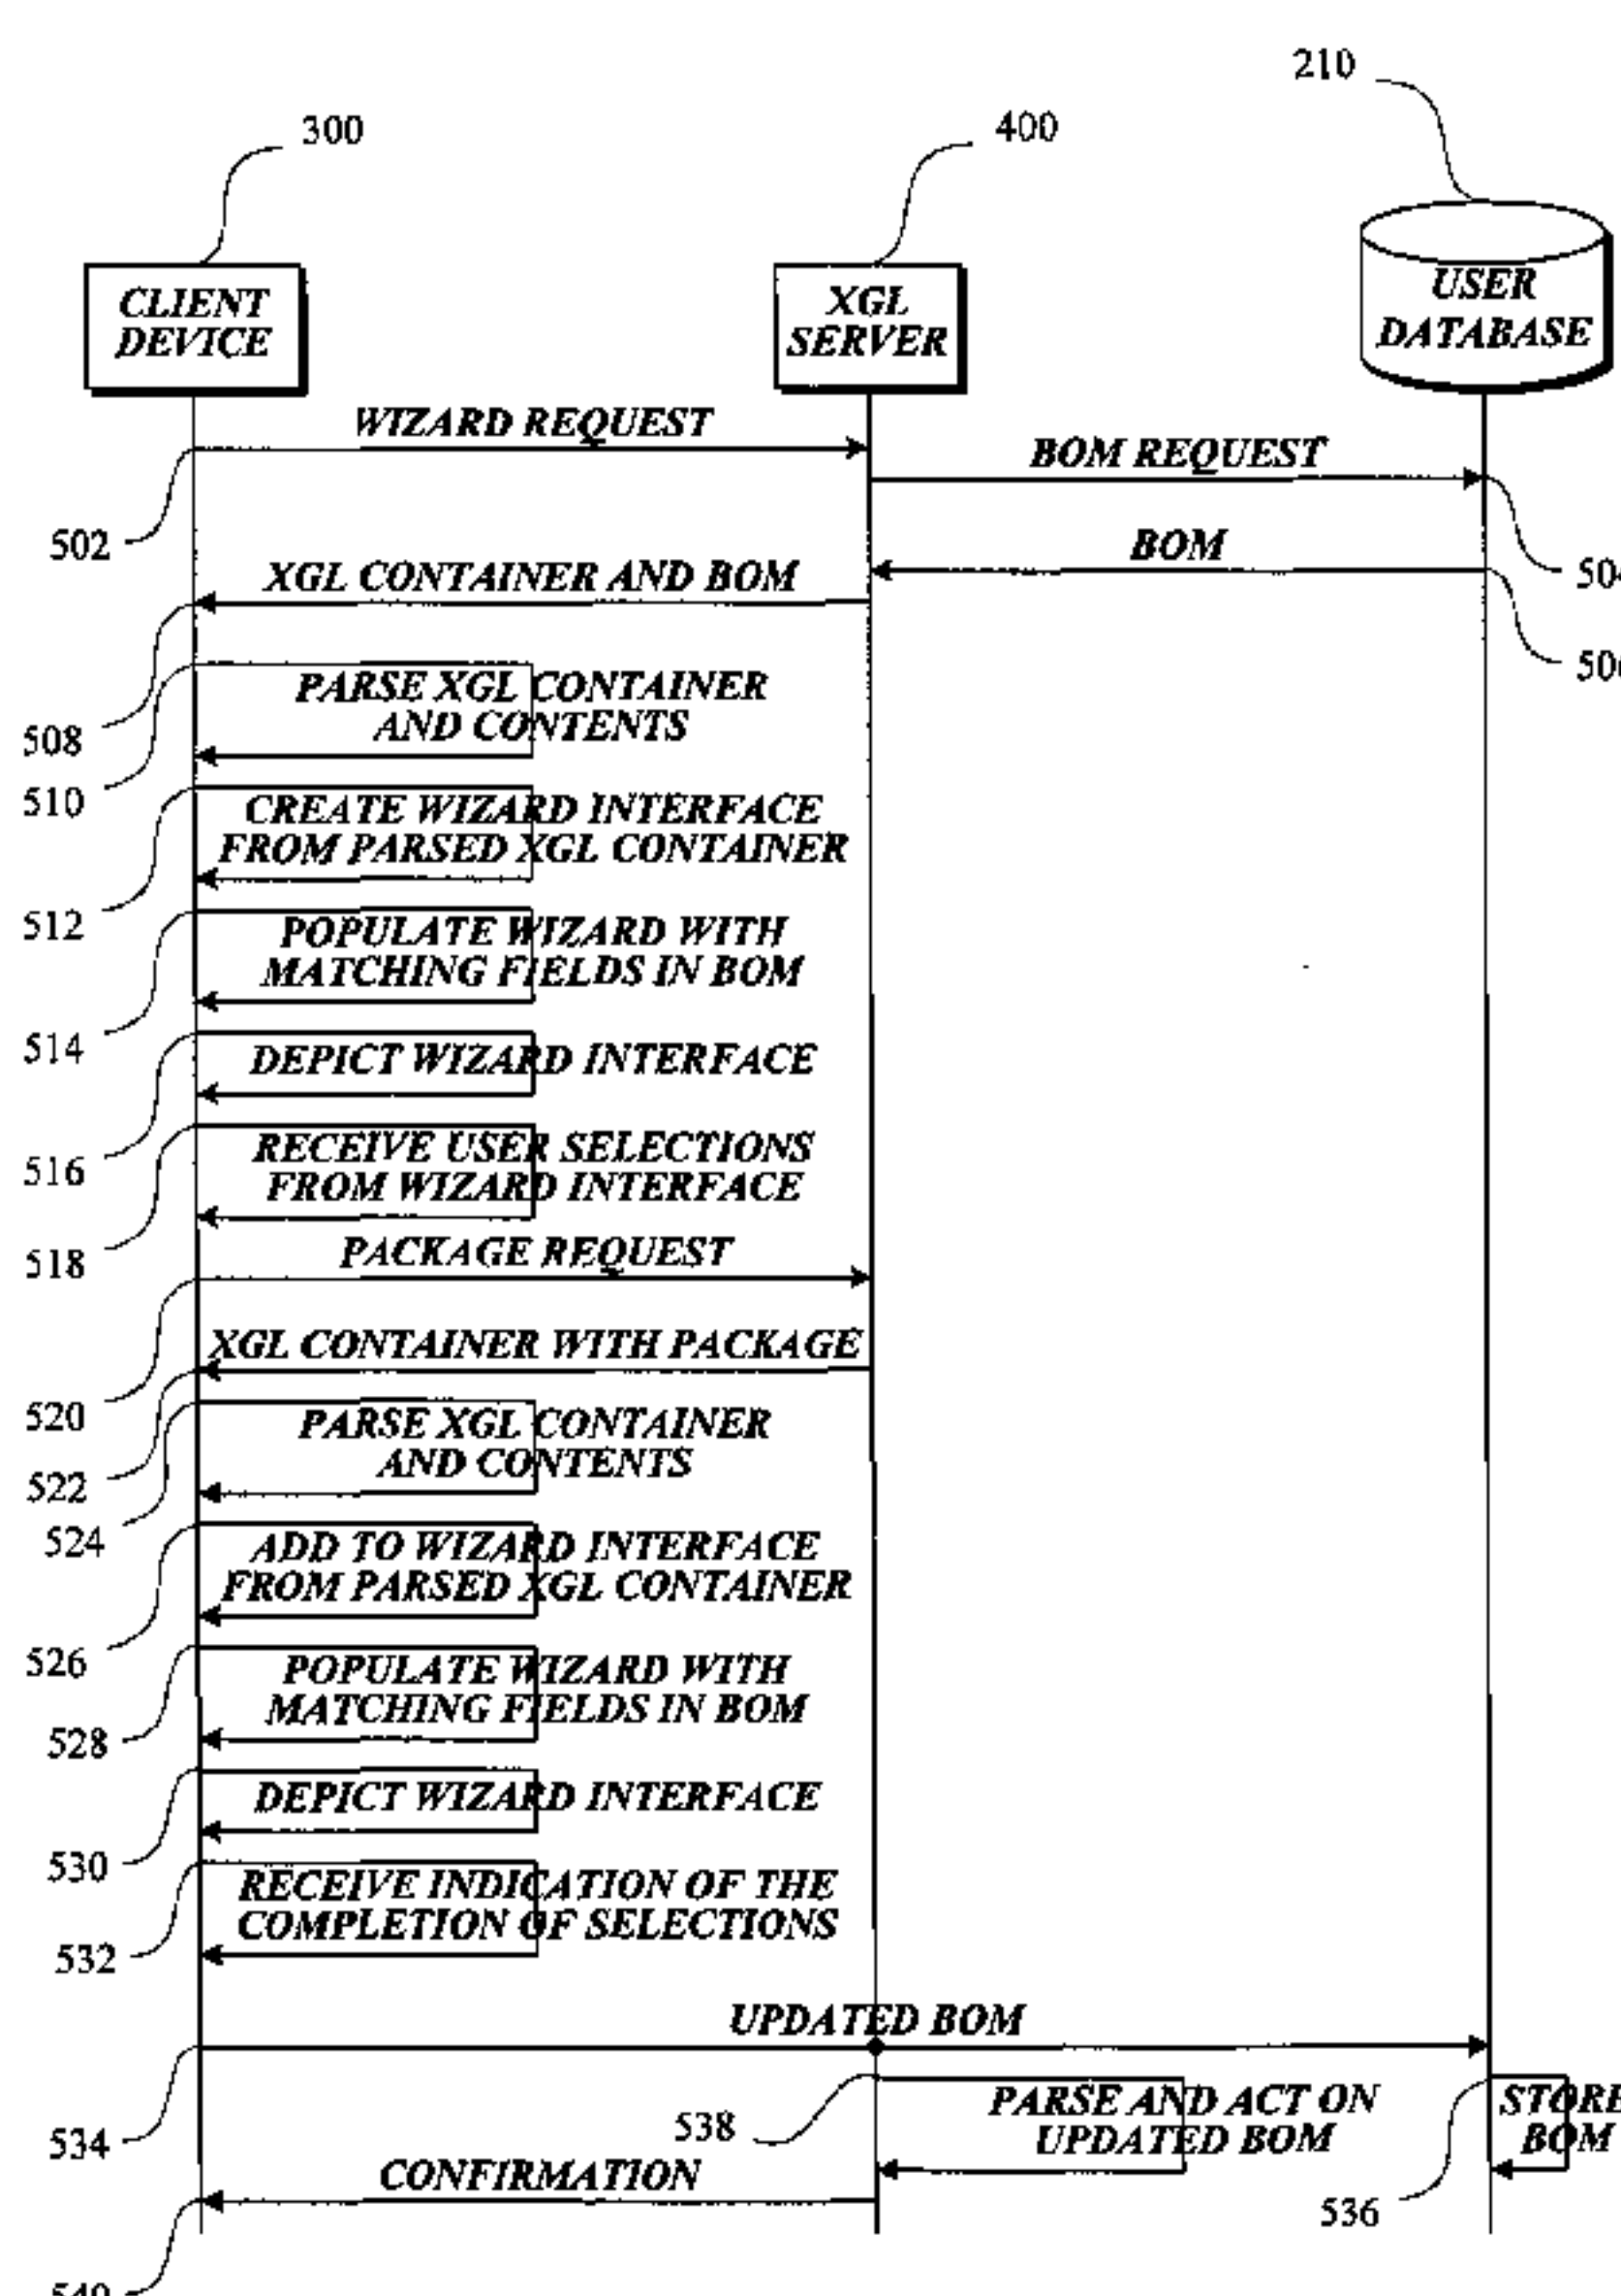 210
300
400
CLIENT
DEVICE
XGL
SERVER
USER
DATABASE
WIZARD REQUEST
BOM REQUEST
502
BOM
504
XGL CONTAINER AND BOM
PARSE XGL CONTAINER
AND CONTENTS
508
510
CREATE WIZARD INTERFACE
FROM PARSED XGL CONTAINER
512
POPULATE WIZARD WITH
MATCHING FIELDS IN BOM
514
DEPICT WIZARD INTERFACE
516
RECEIVE USER SELECTIONS
FROM WIZARD INTERFACE
518
PACKAGE REQUEST
XGL CONTAINER WITH PACKAGE
520
PARSE XGL CONTAINER
AND CONTENTS
522
524
ADD TO WIZARD INTERFACE
FROM PARSED XGL CONTAINER
526
POPULATE WIZARD WITH
MATCHING FIELDS IN BOM
528
DEPICT WIZARD INTERFACE
530
RECEIVE INDICATION OF THE
COMPLETION OF SELECTIONS
532
UPDATED BOM
534
538
PARSE AND ACT ON
UPDATED BOM
STORE
BOM
CONFIRMATION
536